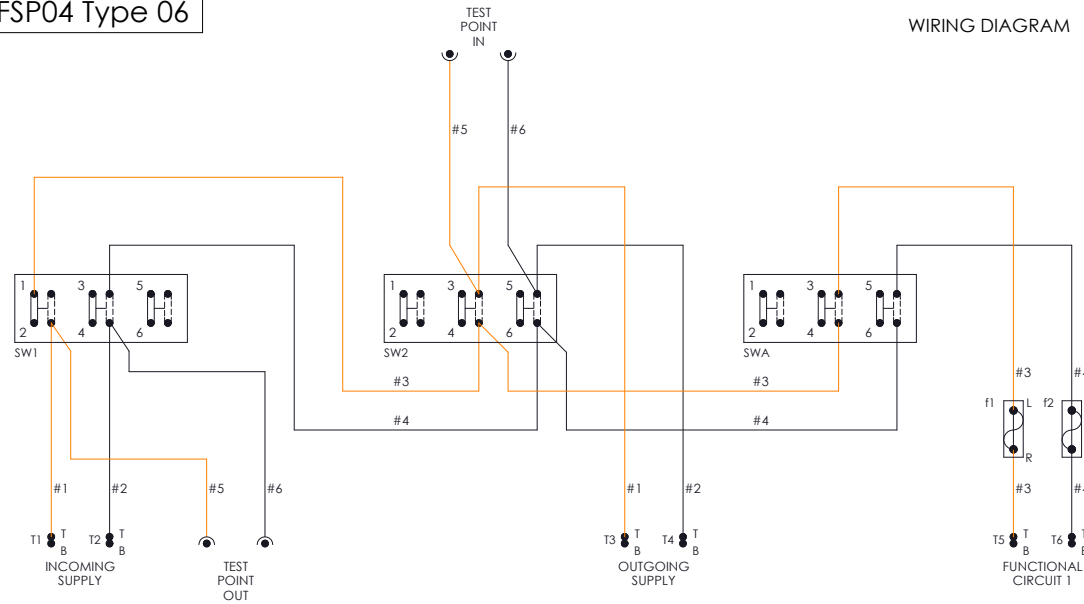 FSP04 Type 06
WIRING DIAGRAM
TEST
POINT
IN
#5
#6
1
3
5
2
4
6
SW1
1
3
5
2
4
6
SW2
1
3
5
2
4
6
SWA
#3
#3
#4
#4
#3
f1
L
f2
R
#1
#2
#5
#6
#1
#2
#3
T1
T
B
T2
T
B
T3
T
B
T4
T
B
T5
T
B
T6
INCOMING
SUPPLY
TEST
POINT
OUT
OUTGOING
SUPPLY
FUNCTIONAL
CIRCUIT 1